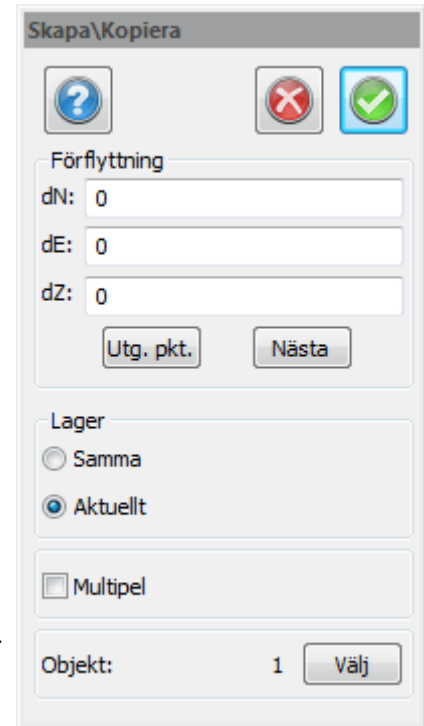 Skapa\Kopiera
Förflyttning
dN: 0
dE: 0
dZ: 0
Utg. pkt. Nästa
Lager
Samma
Aktuellt
Multipel
Objekt: 1 Välj